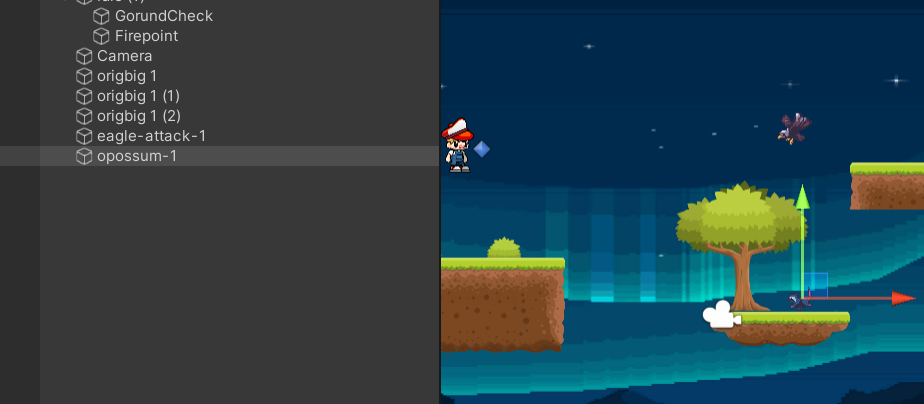 GorundCheck
Firepoint
Camera
origbig 1
origbig 1 (1)
origbig 1 (2)
eagle-attack-1
opossum-1